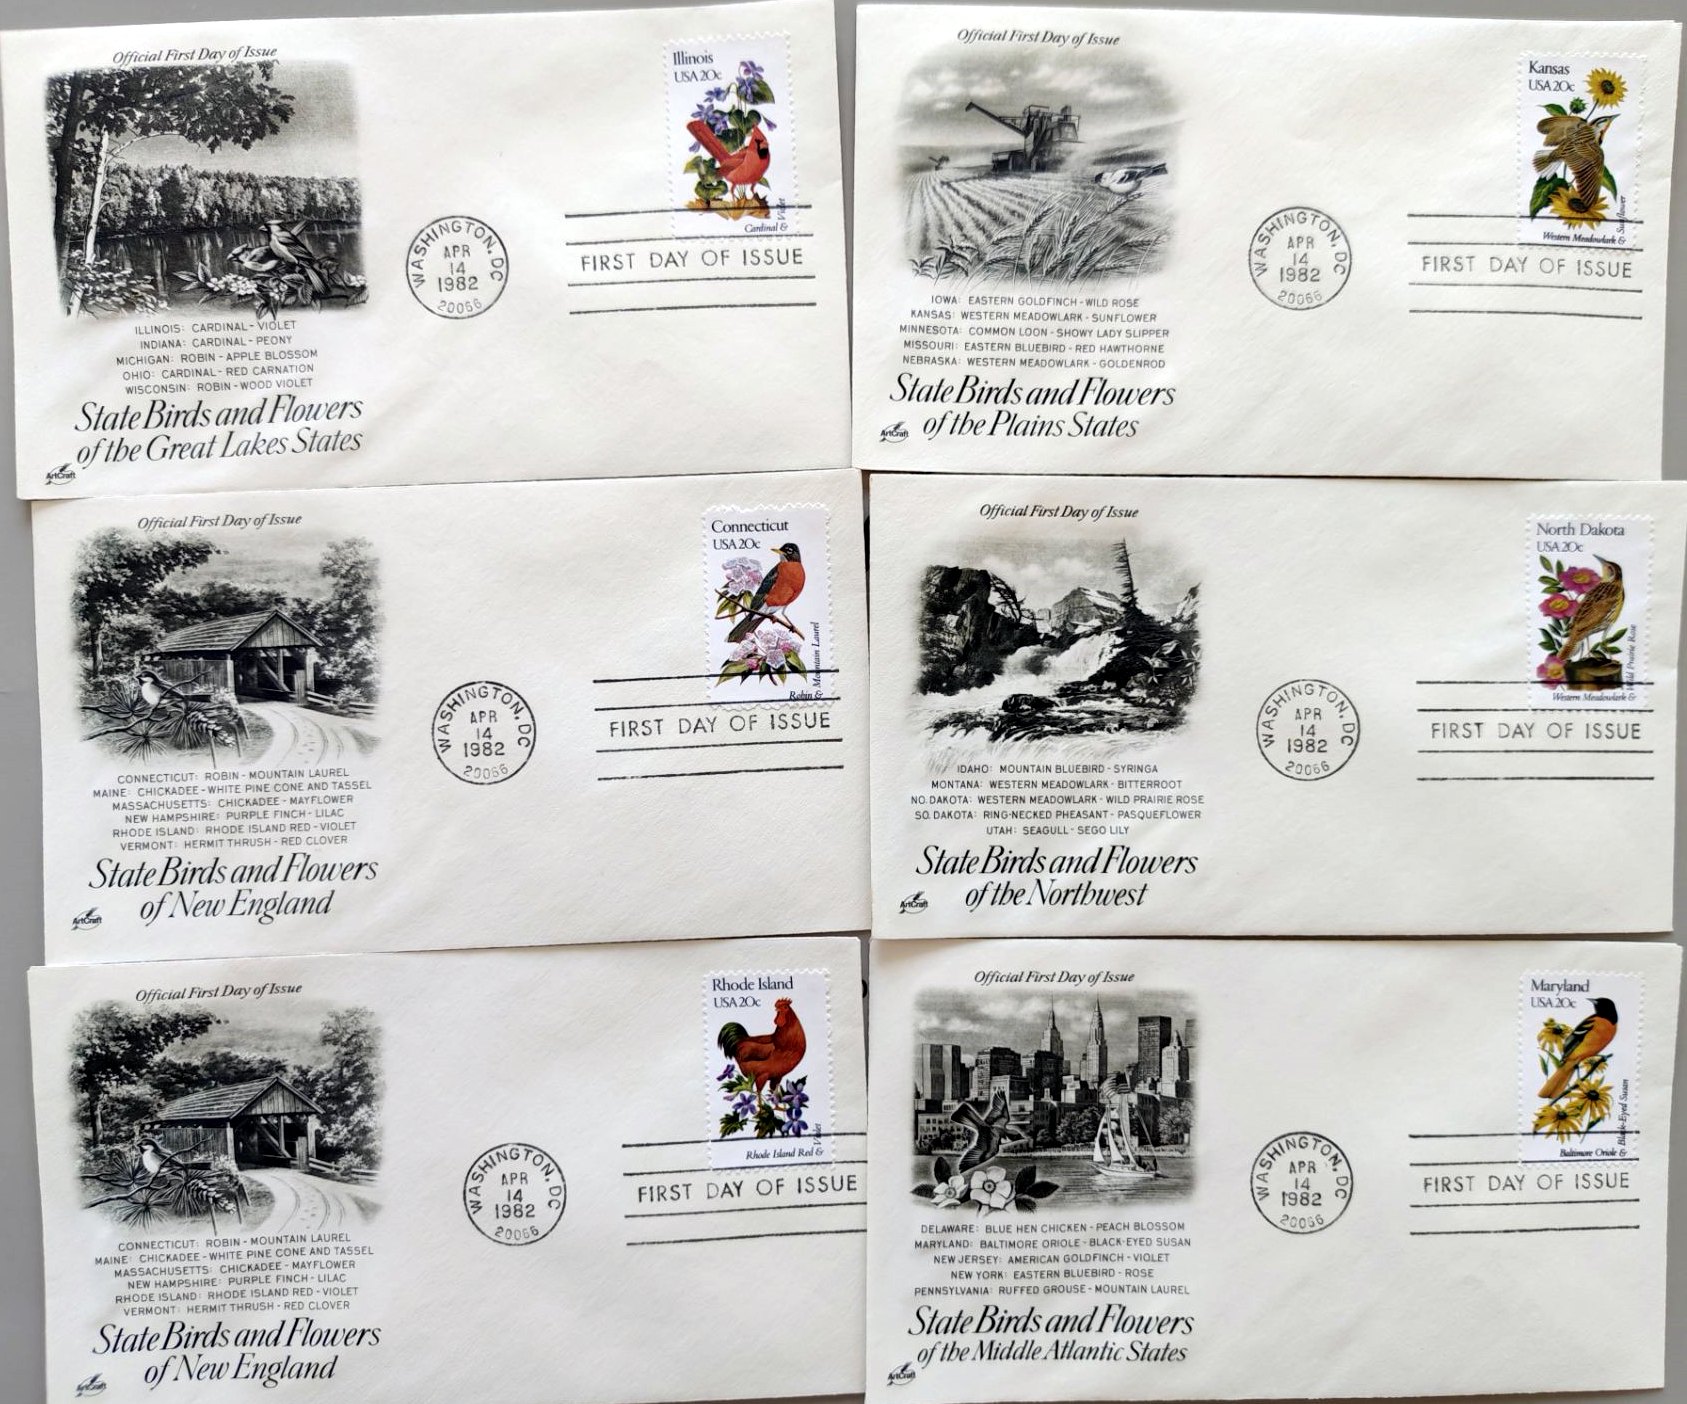 Official First Day of Issue
Illinois
USA 20c
Cardinal &
Violet
WASHINGTON, DC
APR
14
1982
20066
FIRST DAY OF ISSUE
ILLINOIS: CARDINAL - VIOLET
INDIANA: CARDINAL - PEONY
MICHIGAN: ROBIN - APPLE BLOSSOM
OHIO: CARDINAL - RED CARNATION
WISCONSIN: ROBIN - WOOD VIOLET
State Birds and Flowers
of the Great Lakes States
ArtCraft
Official First Day of Issue
Kansas
USA 20c
Western Meadowlark &
Sunflower
WASHINGTON, DC
APR
14
1982
20066
FIRST DAY OF ISSUE
IOWA: EASTERN GOLDFINCH - WILD ROSE
KANSAS: WESTERN MEADOWLARK - SUNFLOWER
MINNESOTA: COMMON LOON - SHOWY LADY SLIPPER
MISSOURI: EASTERN BLUEBIRD - RED HAWTHORNE
NEBRASKA: WESTERN MEADOWLARK - GOLDENROD
State Birds and Flowers
of the Plains States
ArtCraft
Official First Day of Issue
Connecticut
USA 20c
Robin &
Mountain Laurel
WASHINGTON, DC
APR
14
1982
20066
FIRST DAY OF ISSUE
CONNECTICUT: ROBIN - MOUNTAIN LAUREL
MAINE: CHICKADEE - WHITE PINE CONE AND TASSEL
MASSACHUSETTS: CHICKADEE - MAYFLOWER
NEW HAMPSHIRE: PURPLE FINCH - LILAC
RHODE ISLAND: RHODE ISLAND RED - VIOLET
VERMONT: HERMIT THRUSH - RED CLOVER
State Birds and Flowers
of New England
ArtCraft
Official First Day of Issue
North Dakota
USA 20c
Western Meadowlark &
Wild Prairie Rose
WASHINGTON, DC
APR
14
1982
20066
FIRST DAY OF ISSUE
IDAHO: MOUNTAIN BLUEBIRD - SYRINGA
MONTANA: WESTERN MEADOWLARK - BITTERROOT
NO. DAKOTA: WESTERN MEADOWLARK - WILD PRAIRIE ROSE
SO. DAKOTA: RING-NECKED PHEASANT - PASQUEFLOWER
UTAH: SEAGULL - SEGO LILY
State Birds and Flowers
of the Northwest
ArtCraft
Official First Day of Issue
Rhode Island
USA 20c
Rhode Island Red &
Violet
WASHINGTON, DC
APR
14
1982
20066
FIRST DAY OF ISSUE
CONNECTICUT: ROBIN - MOUNTAIN LAUREL
MAINE: CHICKADEE - WHITE PINE CONE AND TASSEL
MASSACHUSETTS: CHICKADEE - MAYFLOWER
NEW HAMPSHIRE: PURPLE FINCH - LILAC
RHODE ISLAND: RHODE ISLAND RED - VIOLET
VERMONT: HERMIT THRUSH - RED CLOVER
State Birds and Flowers
of New England
ArtCraft
Official First Day of Issue
Maryland
USA 20c
Baltimore Oriole &
Black-Eyed Susan
WASHINGTON, DC
APR
14
1982
20066
FIRST DAY OF ISSUE
DELAWARE: BLUE HEN CHICKEN - PEACH BLOSSOM
MARYLAND: BALTIMORE ORIOLE - BLACK-EYED SUSAN
NEW JERSEY: AMERICAN GOLDFINCH - VIOLET
NEW YORK: EASTERN BLUEBIRD - ROSE
PENNSYLVANIA: RUFFED GROUSE - MOUNTAIN LAUREL
State Birds and Flowers
of the Middle Atlantic States
ArtCraft